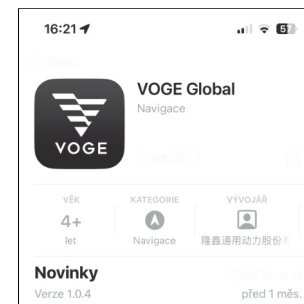 16:21
57
VOGE Global
Navigace
VOGE
VĚK
KATEGORIE
VÝVOJÁŘ
4+
let
Navigace
隆鑫通用动力股份
Novinky
Verze 1.0.4
před 1 měs.